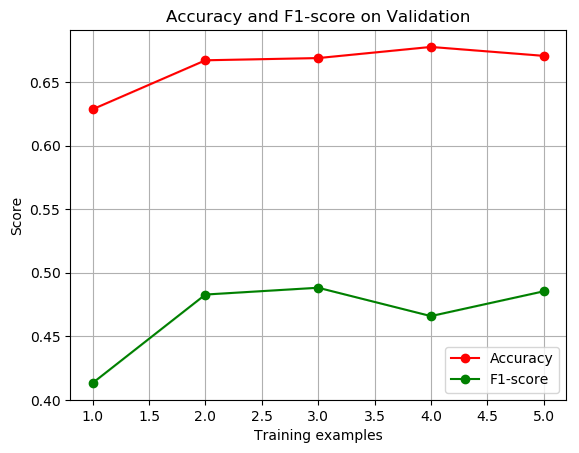 Accuracy and F1-score on Validation
Score
0.65
0.60
0.55
0.50
0.45
0.40
Accuracy
F1-score
1.0 1.5 2.0 2.5 3.0 3.5 4.0 4.5 5.0
Training examples